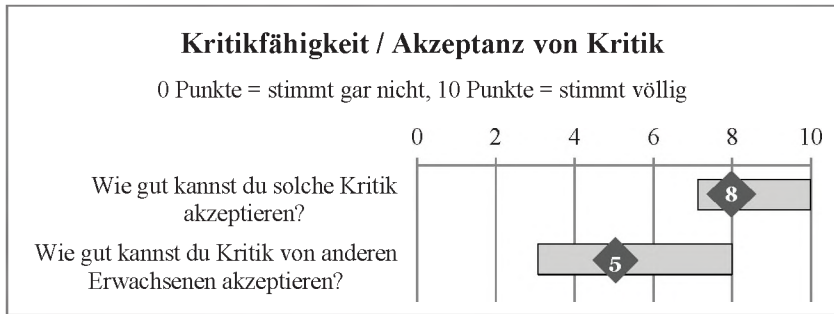 Kritikfähigkeit / Akzeptanz von Kritik
0 Punkte = stimmt gar nicht, 10 Punkte = stimmt völlig
0 2 4 6 8 10
Wie gut kannst du solche Kritik
akzeptieren?
8
Wie gut kannst du Kritik von anderen
Erwachsenen akzeptieren?
5